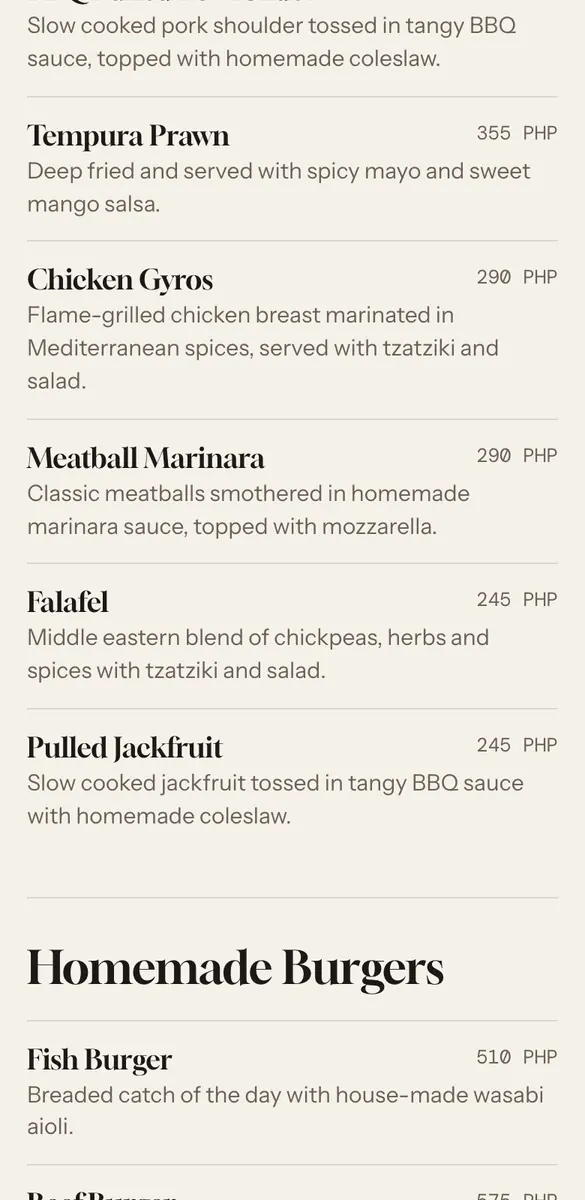 Slow cooked pork shoulder tossed in tangy BBQ
sauce, topped with homemade coleslaw.
Tempura Prawn 355 PHP
Deep fried and served with spicy mayo and sweet
mango salsa.
Chicken Gyros 290 PHP
Flame-grilled chicken breast marinated in
Mediterranean spices, served with tzatziki and
salad.
Meatball Marinara 290 PHP
Classic meatballs smothered in homemade
marinara sauce, topped with mozzarella.
Falafel 245 PHP
Middle eastern blend of chickpeas, herbs and
spices with tzatziki and salad.
Pulled Jackfruit 245 PHP
Slow cooked jackfruit tossed in tangy BBQ sauce
with homemade coleslaw.
Homemade Burgers
Fish Burger 510 PHP
Breaded catch of the day with house-made wasabi
aioli.
Beef Burger 575 PHP